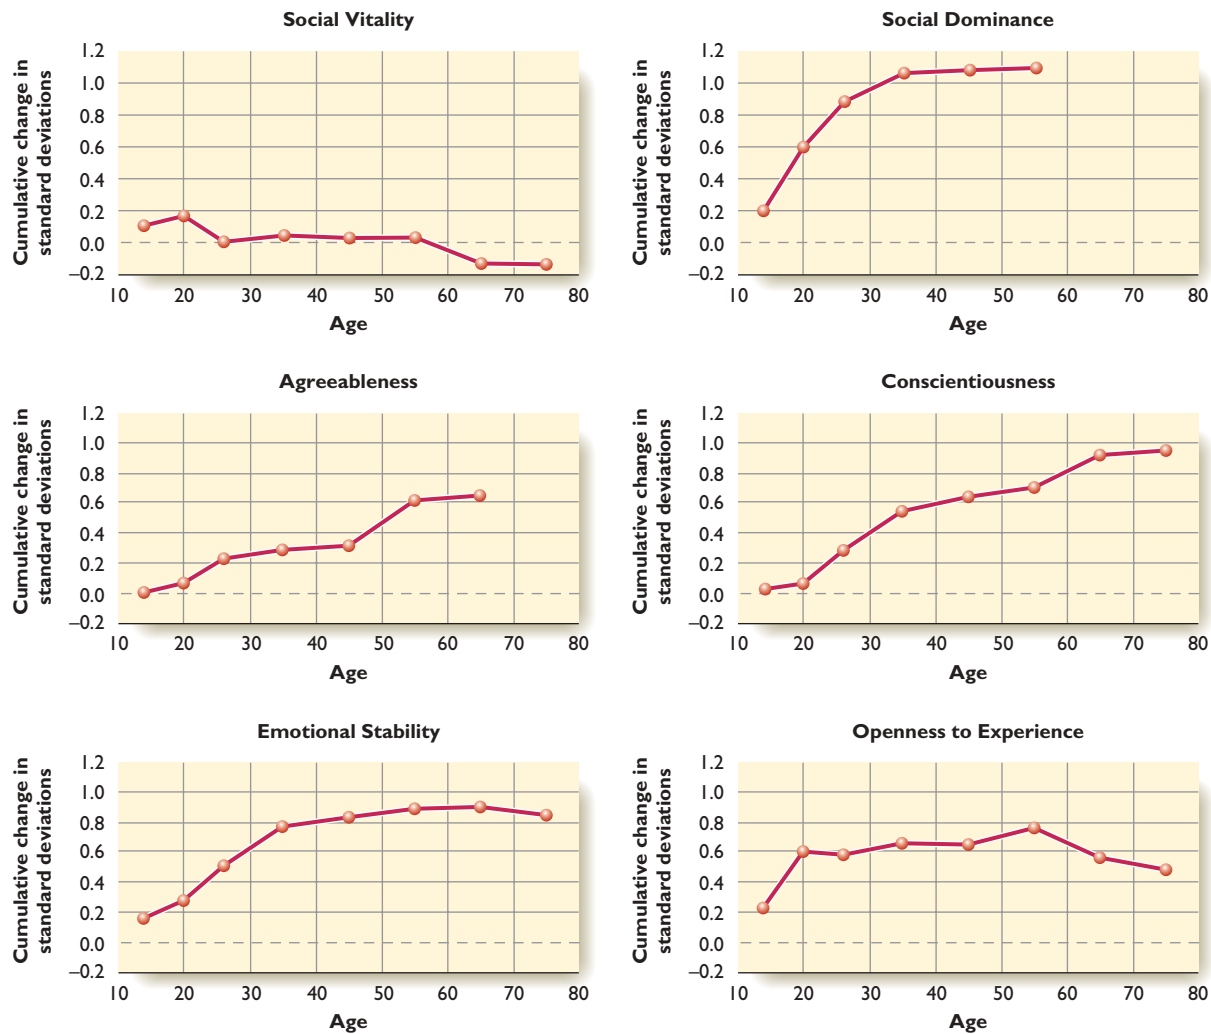 Social Vitality
Cumulative change in
standard deviations
1.2
1.0
0.8
0.6
0.4
0.2
0.0
–0.2
10 20 30 40 50 60 70 80
Age
Social Dominance
Cumulative change in
standard deviations
1.2
1.0
0.8
0.6
0.4
0.2
0.0
–0.2
10 20 30 40 50 60 70 80
Age
Agreeableness
Cumulative change in
standard deviations
1.2
1.0
0.8
0.6
0.4
0.2
0.0
–0.2
10 20 30 40 50 60 70 80
Age
Conscientiousness
Cumulative change in
standard deviations
1.2
1.0
0.8
0.6
0.4
0.2
0.0
–0.2
10 20 30 40 50 60 70 80
Age
Emotional Stability
Cumulative change in
standard deviations
1.2
1.0
0.8
0.6
0.4
0.2
0.0
–0.2
10 20 30 40 50 60 70 80
Age
Openness to Experience
Cumulative change in
standard deviations
1.2
1.0
0.8
0.6
0.4
0.2
0.0
–0.2
10 20 30 40 50 60 70 80
Age